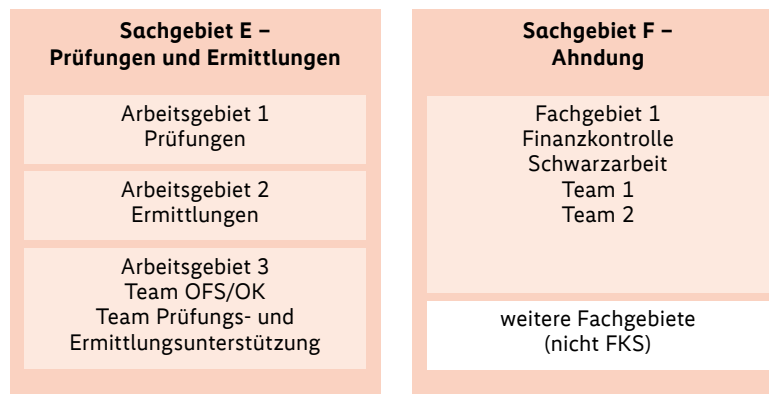 Sachgebiet E –
Prüfungen und Ermittlungen
Arbeitsgebiet 1
Prüfungen
Arbeitsgebiet 2
Ermittlungen
Arbeitsgebiet 3
Team OFS/OK
Team Prüfungs- und
Ermittlungsunterstützung
Sachgebiet F –
Ahndung
Fachgebiet 1
Finanzkontrolle
Schwarzarbeit
Team 1
Team 2
weitere Fachgebiete
(nicht FKS)